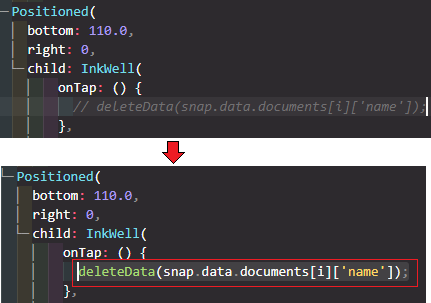 Positioned(
bottom: 110.0,
right: 0,
child: InkWell(
onTap: () {
// deleteData(snap.data.documents[i]['name']);
},
Positioned(
bottom: 110.0,
right: 0,
child: InkWell(
onTap: () {
deleteData(snap.data.documents[i]['name']);
},